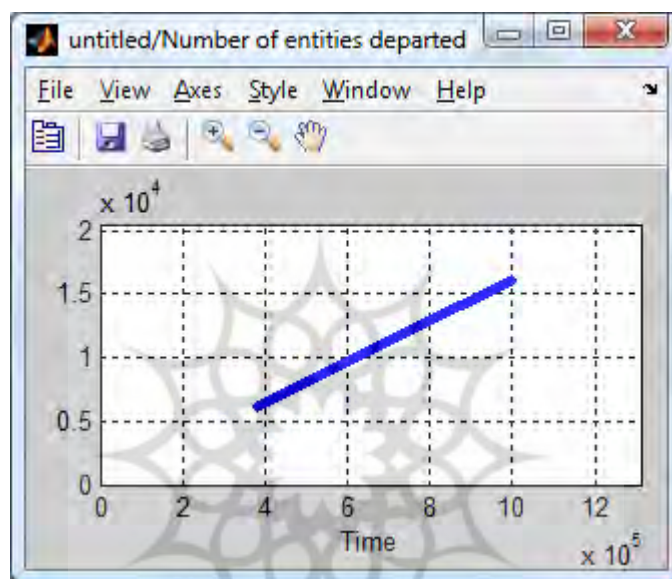 untitled/Number of entities departed
File View Axes Style Window Help
x 10^4
2
1.5
1
0.5
0
0 2 4 6 8 10 12
Time
x 10^5